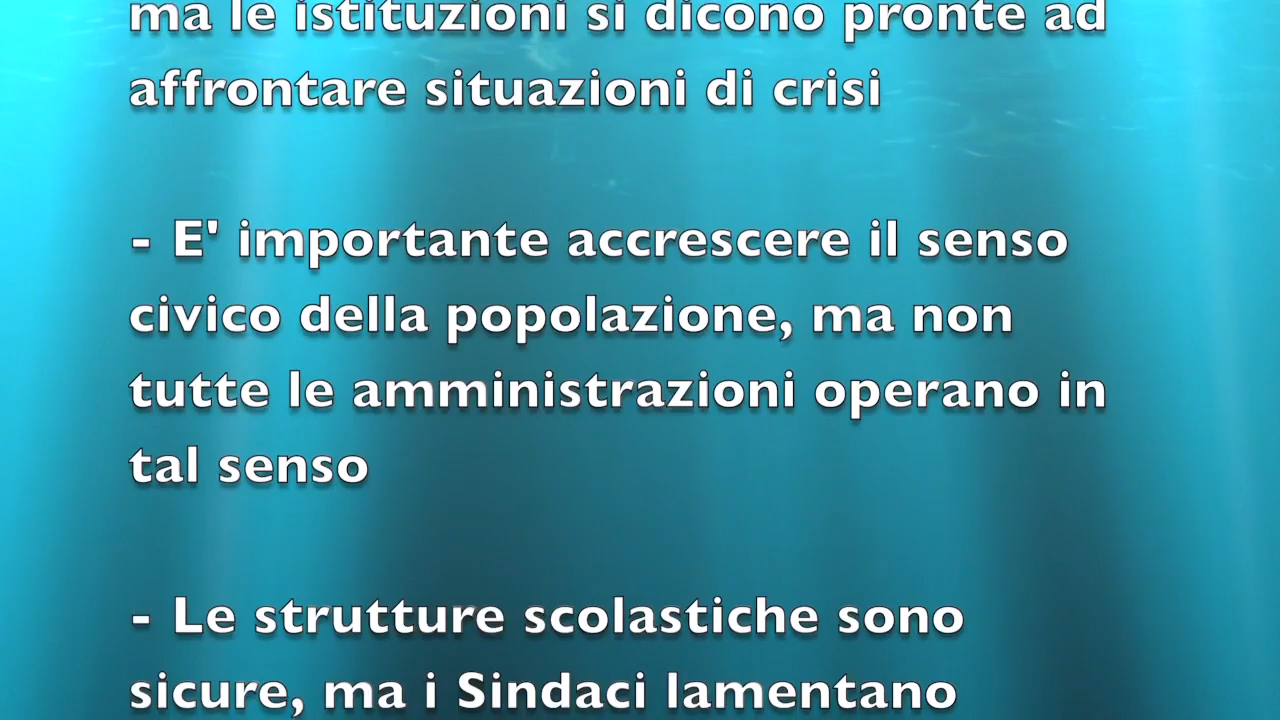 ma le istituzioni si dicono pronte ad
affrontare situazioni di crisi
- E' importante accrescere il senso
civico della popolazione, ma non
tutte le amministrazioni operano in
tal senso
- Le strutture scolastiche sono
sicure, ma i Sindaci lamentano